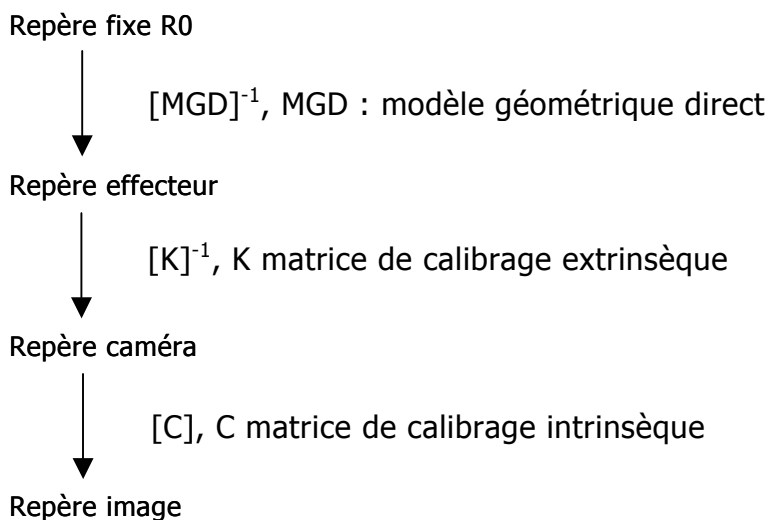 Repère fixe R0
[MGD]-1, MGD : modèle géométrique direct
Repère effecteur
[K]-1, K matrice de calibrage extrinsèque
Repère caméra
[C], C matrice de calibrage intrinsèque
Repère image